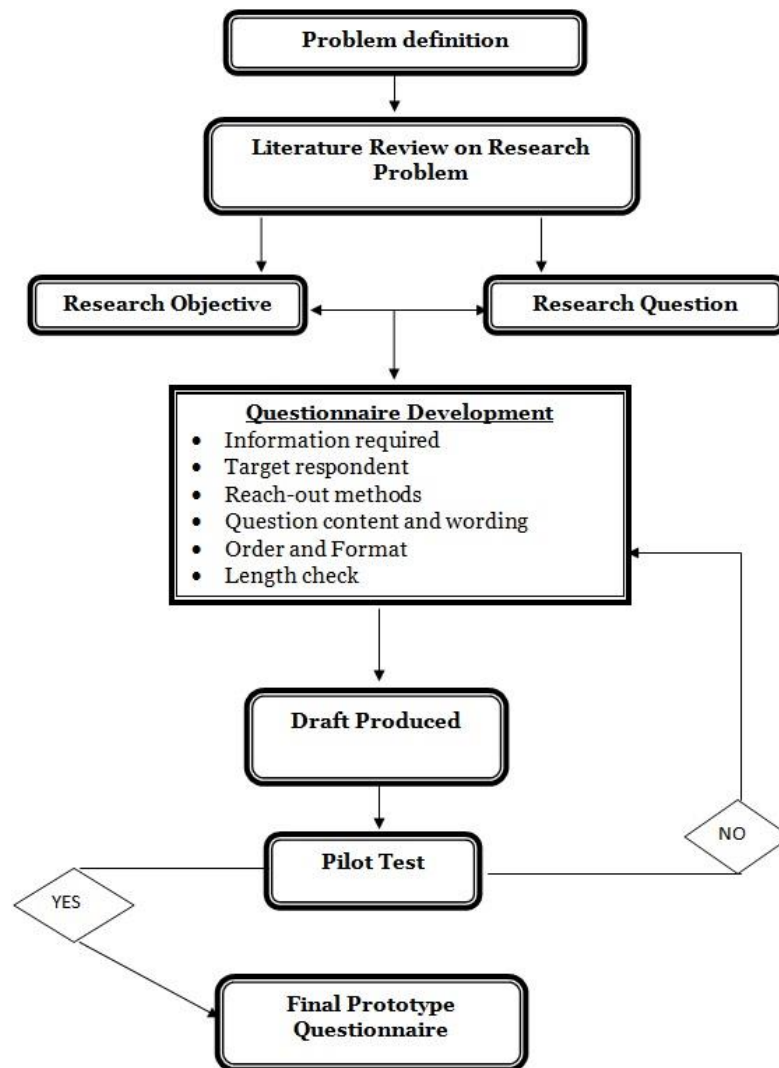 Problem definition
Literature Review on Research
Problem
Research Objective
Research Question
Questionnaire Development
• Information required
• Target respondent
• Reach-out methods
• Question content and wording
• Order and Format
• Length check
Draft Produced
NO
Pilot Test
YES
Final Prototype
Questionnaire